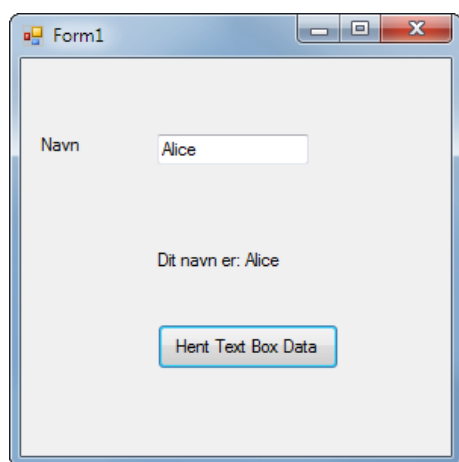 Form1
Navn
Alice
Dit navn er: Alice
Hent Text Box Data